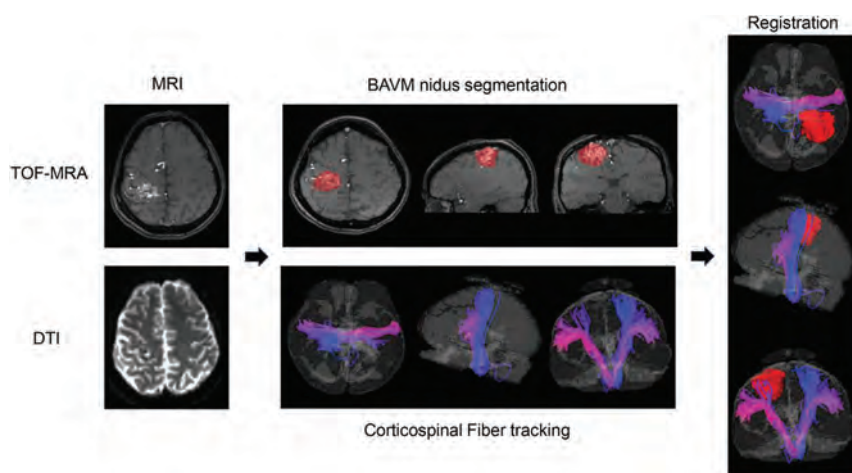 Registration
MRI
BAVM nidus segmentation
TOF-MRA
DTI
Corticospinal Fiber tracking